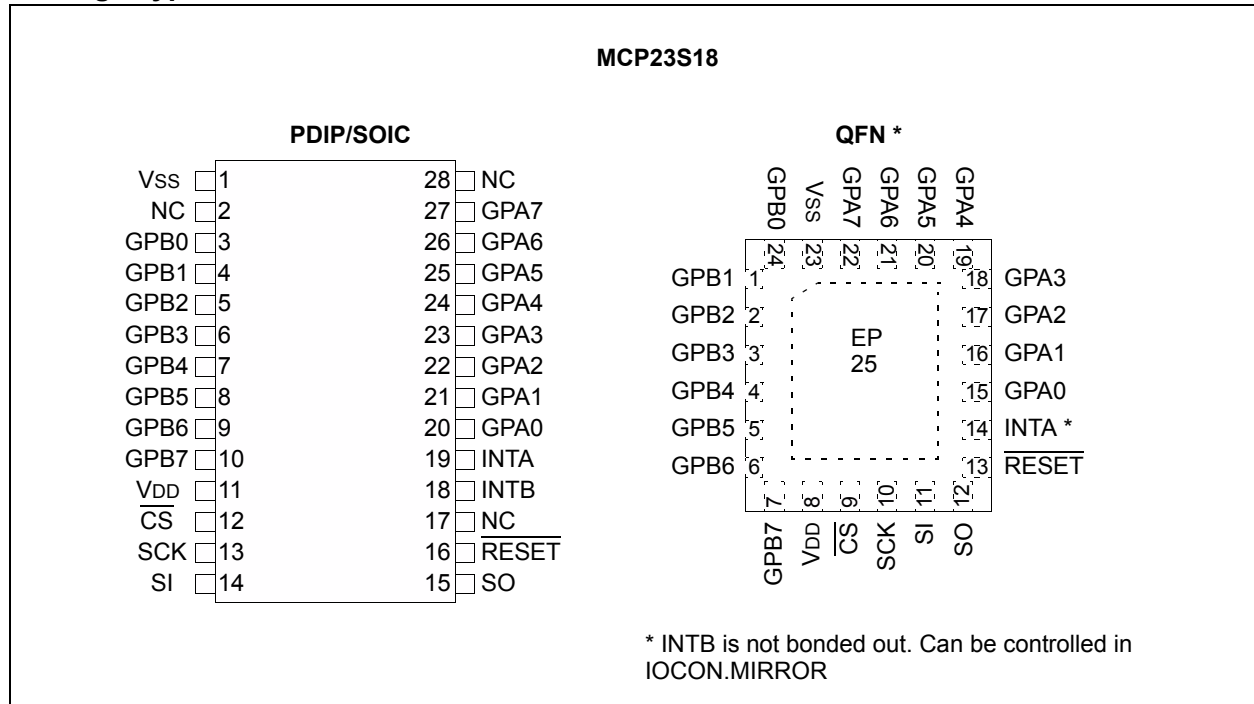 MCP23S18
PDIP/SOIC
VSS 1 28 NC
NC 2 27 GPA7
GPB0 3 26 GPA6
GPB1 4 25 GPA5
GPB2 5 24 GPA4
GPB3 6 23 GPA3
GPB4 7 22 GPA2
GPB5 8 21 GPA1
GPB6 9 20 GPA0
GPB7 10 19 INTA
VDD 11 18 INTB
CS 12 17 NC
SCK 13 16 RESET
SI 14 15 SO
QFN *
GPB0 VSS GPA7 GPA6 GPA5 GPA4
24 23 22 21 20 19
GPB1 1 18 GPA3
GPB2 2 17 GPA2
GPB3 3 16 GPA1
GPB4 4 15 GPA0
GPB5 5 14 INTA *
GPB6 6 13 RESET
EP
25
7 8 9 10 11 12
GPB7 VDD CS SCK SI SO
* INTB is not bonded out. Can be controlled in
IOCON.MIRROR